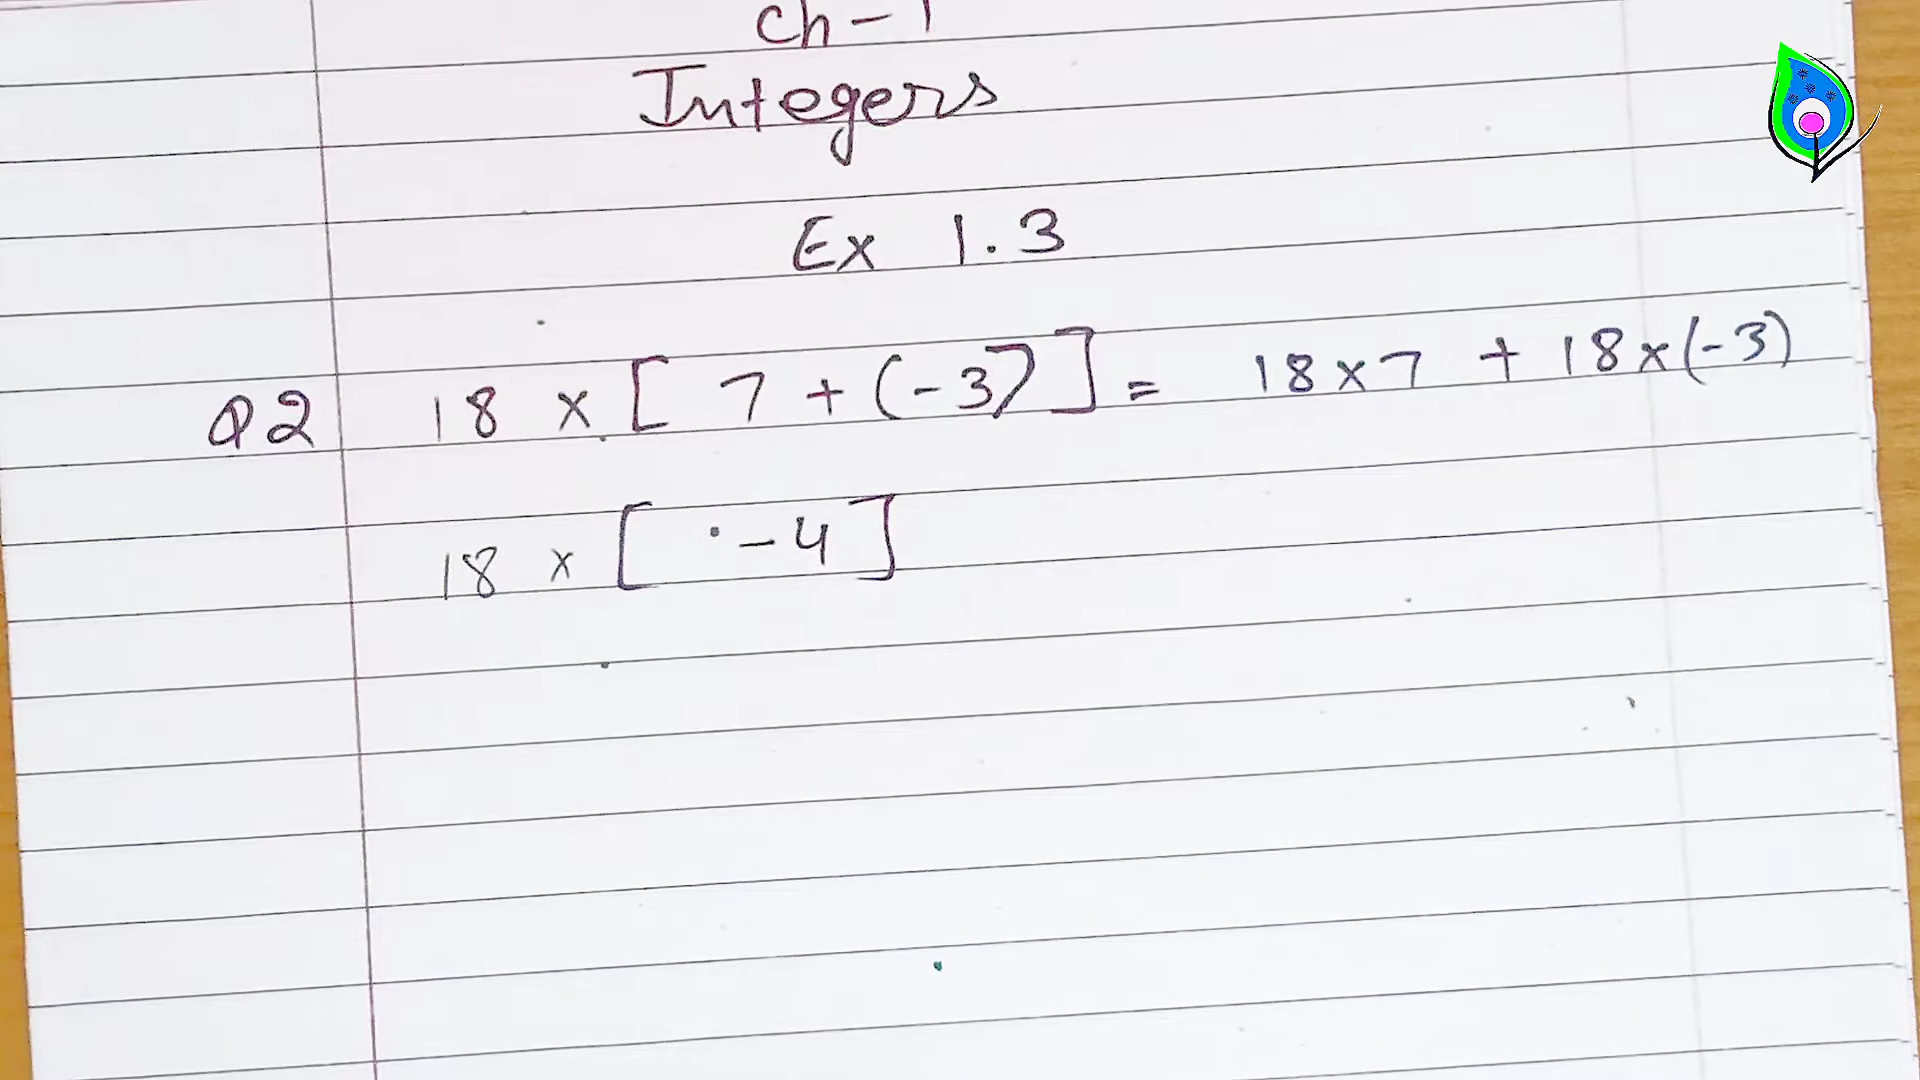 Ch - 1
Integers
Ex 1.3
Q2 18 × [ 7 + (-3) ] = 18 × 7 + 18 × (-3)
18 × [ · - 4 ]